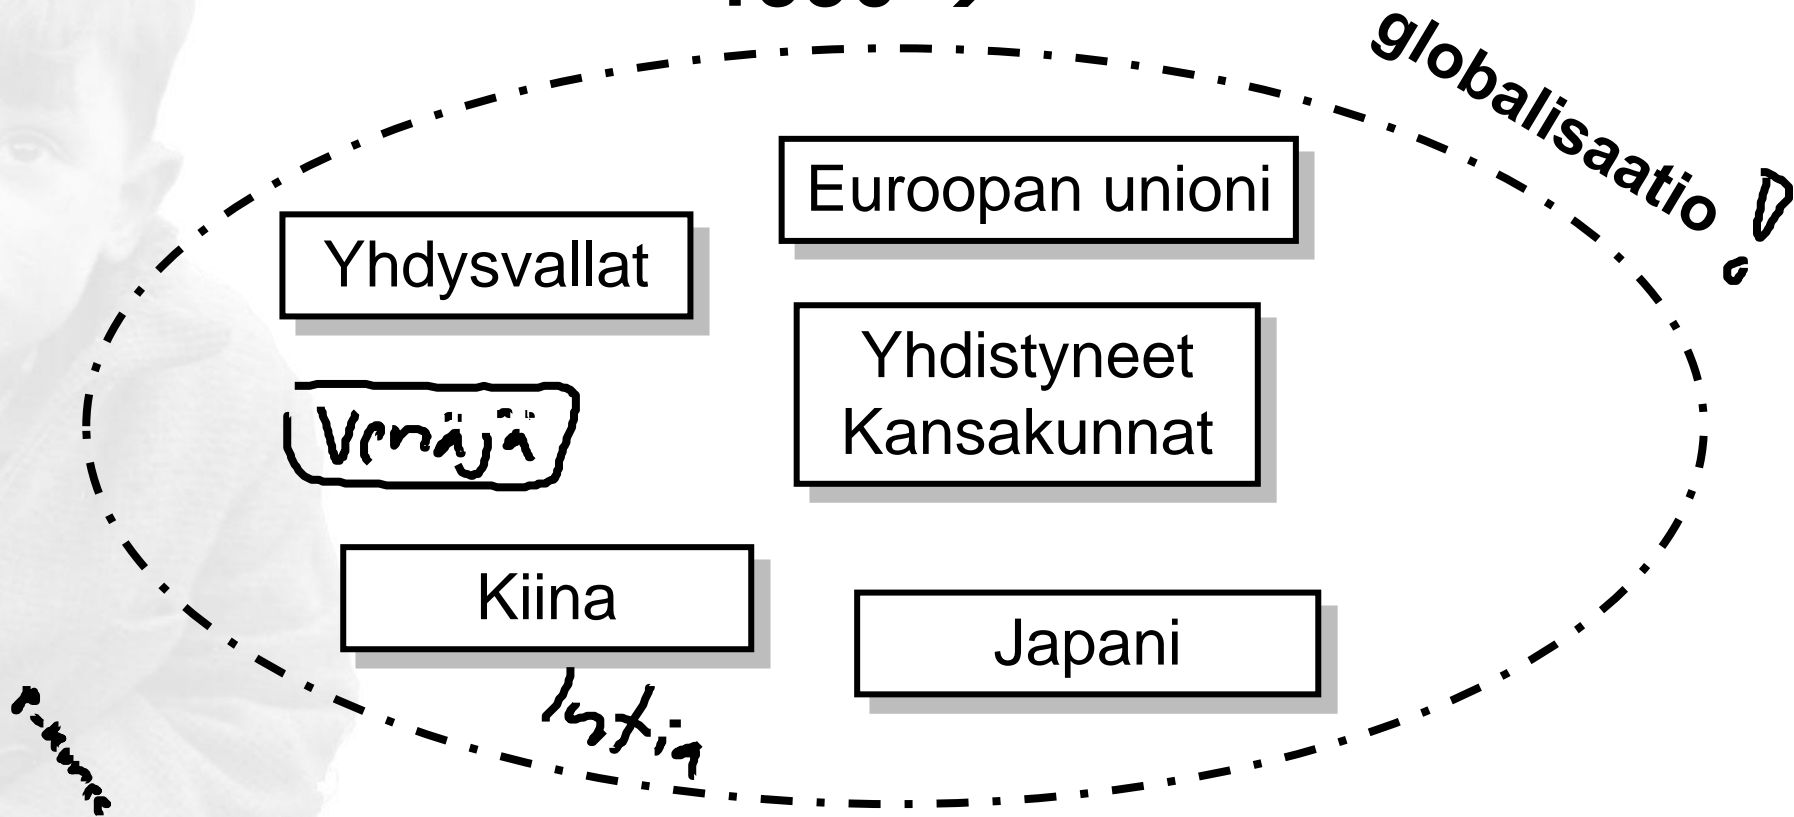 globalisaatio !
Euroopan unioni
Yhdysvallat
Yhdistyneet
Kansakunnat
Venäjä
Kiina
Japani
Intia